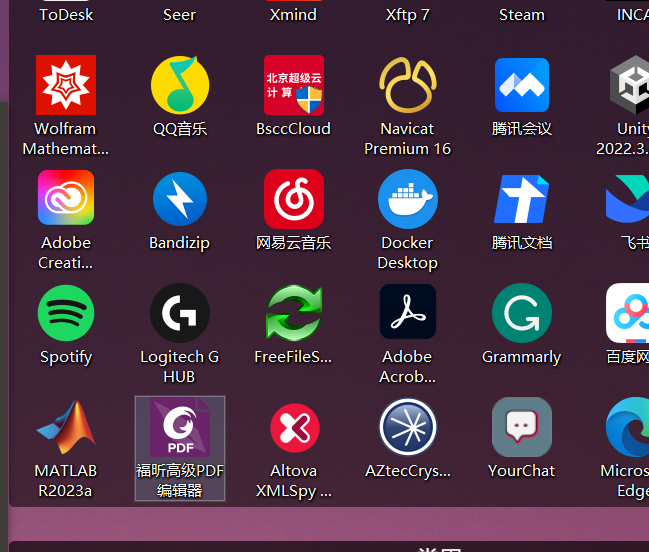 ToDesk
Seer
Xmind
Xftp 7
Steam
INCA
Wolfram
Mathemat...
QQ音乐
北京超级云
计算
BsccCloud
Navicat
Premium 16
腾讯会议
Unity
2022.3.
Adobe
Creati...
Bandizip
网易云音乐
Docker
Desktop
腾讯文档
飞书
Spotify
Logitech G
HUB
FreeFileS...
Adobe
Acrob...
Grammarly
百度网
MATLAB
R2023a
PDF
福昕高级PDF
编辑器
Altova
XMLSpy ...
AZtecCrys...
YourChat
Micros
Edge